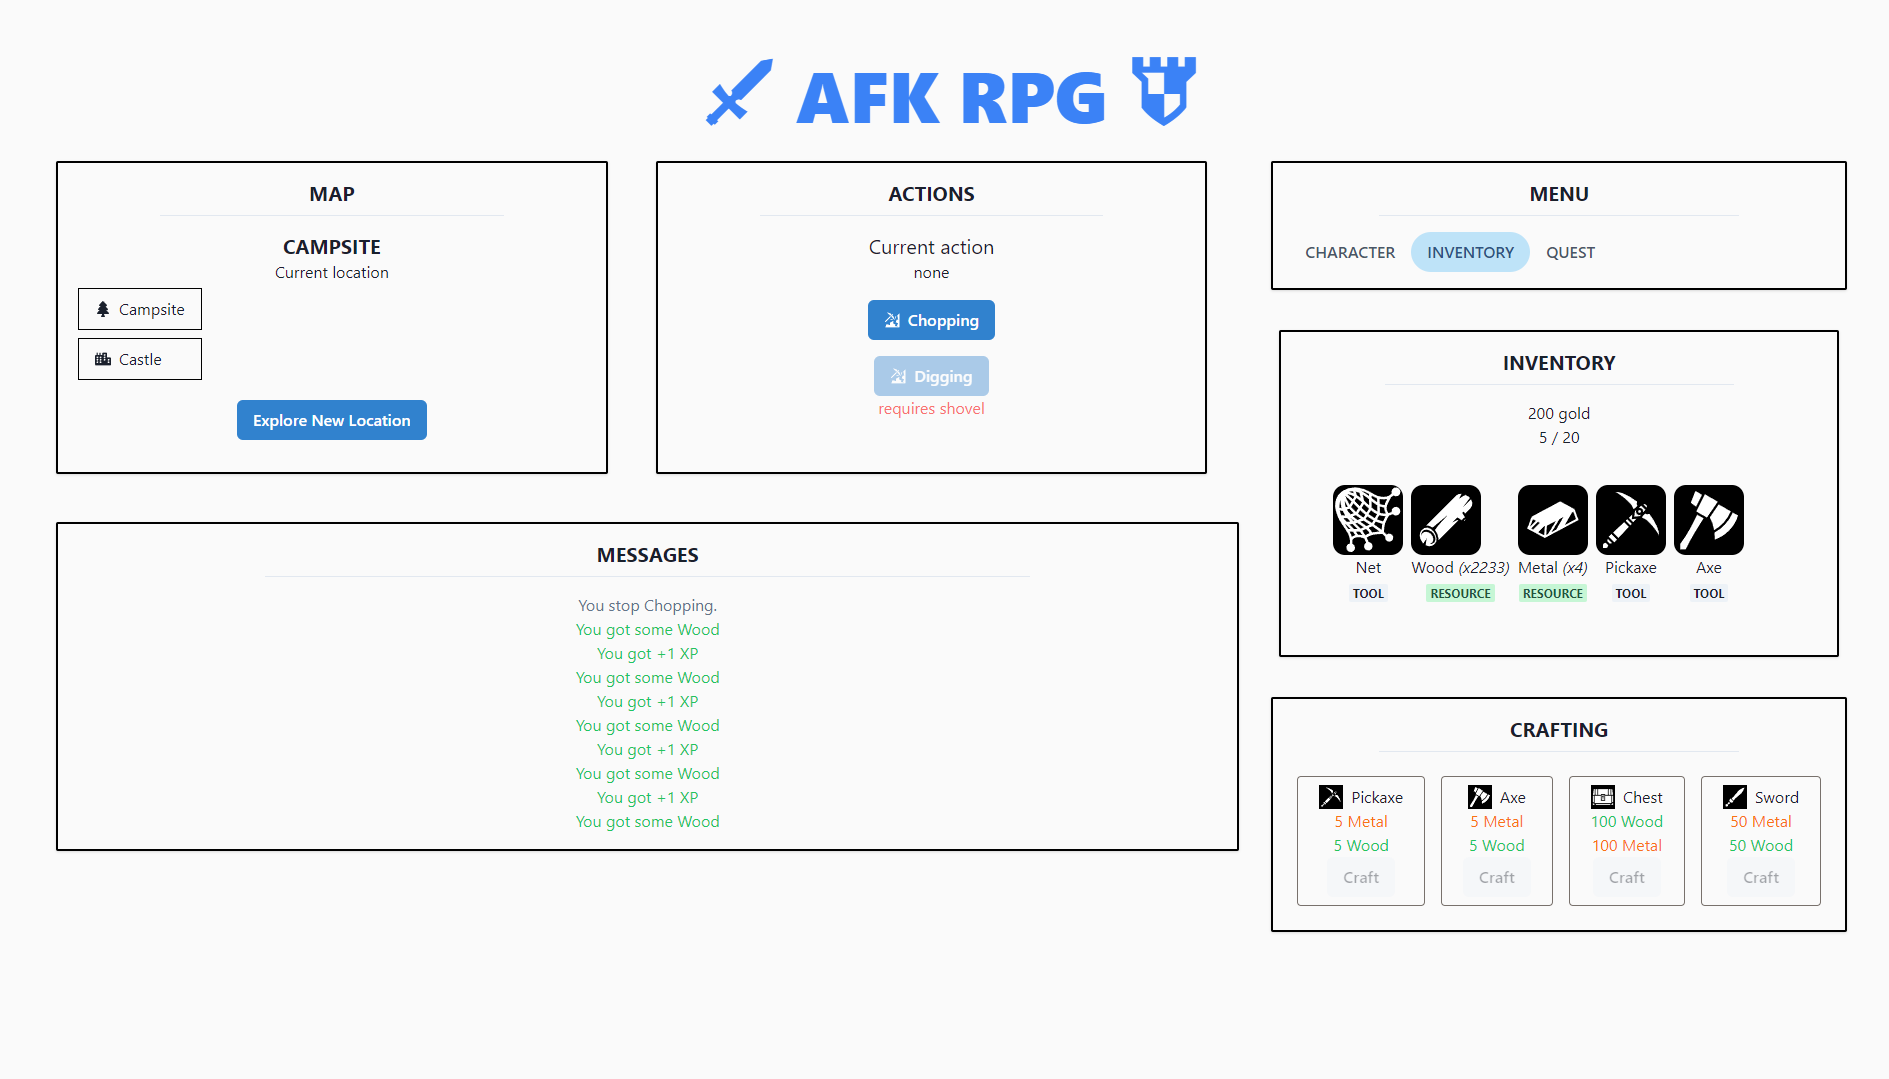 AFK RPG
MAP
CAMPSITE
Current location
Campsite
Castle
Explore New Location
ACTIONS
Current action
none
Chopping
Digging
requires shovel
MENU
CHARACTER INVENTORY QUEST
INVENTORY
200 gold
5 / 20
Net Wood (x2233) Metal (x4) Pickaxe Axe
TOOL RESOURCE RESOURCE TOOL TOOL
MESSAGES
You stop Chopping.
You got some Wood
You got +1 XP
You got some Wood
You got +1 XP
You got some Wood
You got +1 XP
You got some Wood
You got +1 XP
You got some Wood
CRAFTING
Pickaxe Axe Chest Sword
5 Metal 5 Metal 100 Wood 50 Metal
5 Wood 5 Wood 100 Metal 50 Wood
Craft Craft Craft Craft